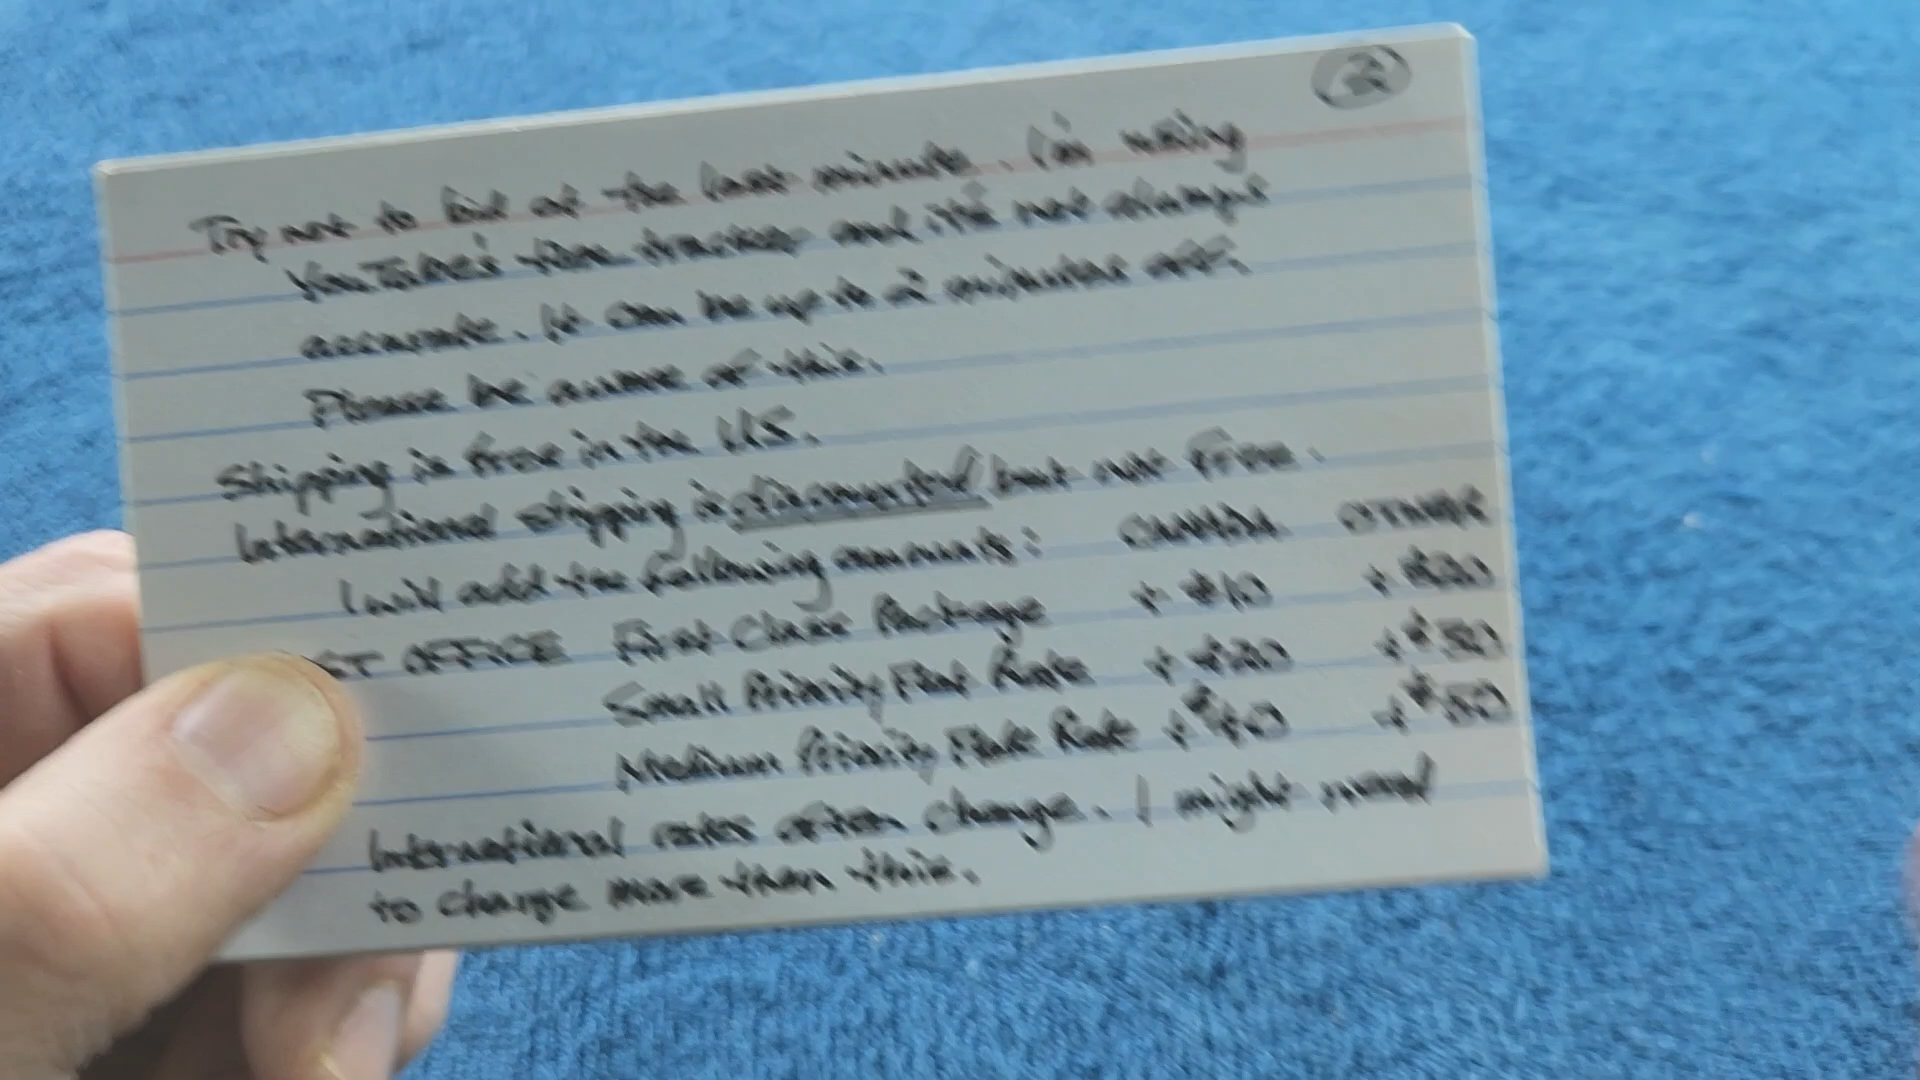 2
Try not to bid at the last minute. I'm using
YouTube's time tracker and it's not always
accurate. It can be up to 2 minutes off.
Please be aware of this.
Shipping is free in the US.
International shipping is discounted but not free.
I will add the following amounts: CANADA OTHER
ST OFFICE First Class Package + $10 +
Small Priority Flat Rate + $20 + $30
Medium Priority Flat Rate + $40 + $50
International rates often change. I might need
to charge more than this.